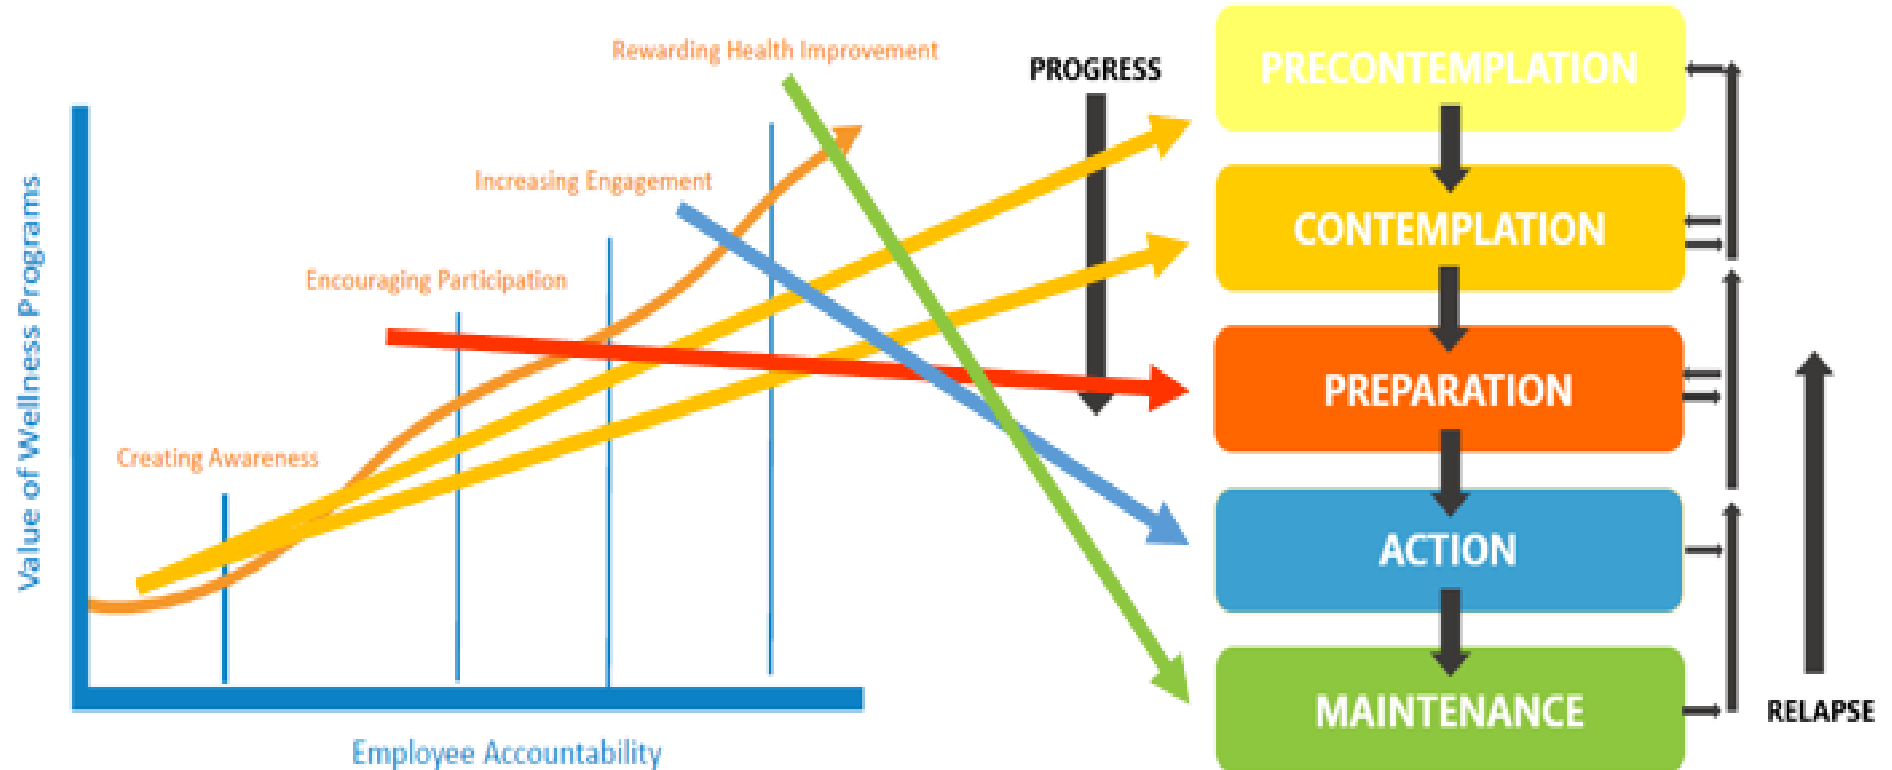 Rewarding Health Improvement
PROGRESS
PRECONTEMPLATION
Increasing Engagement
CONTEMPLATION
Encouraging Participation
PREPARATION
Creating Awareness
Value of Wellness Programs
ACTION
MAINTENANCE
RELAPSE
Employee Accountability